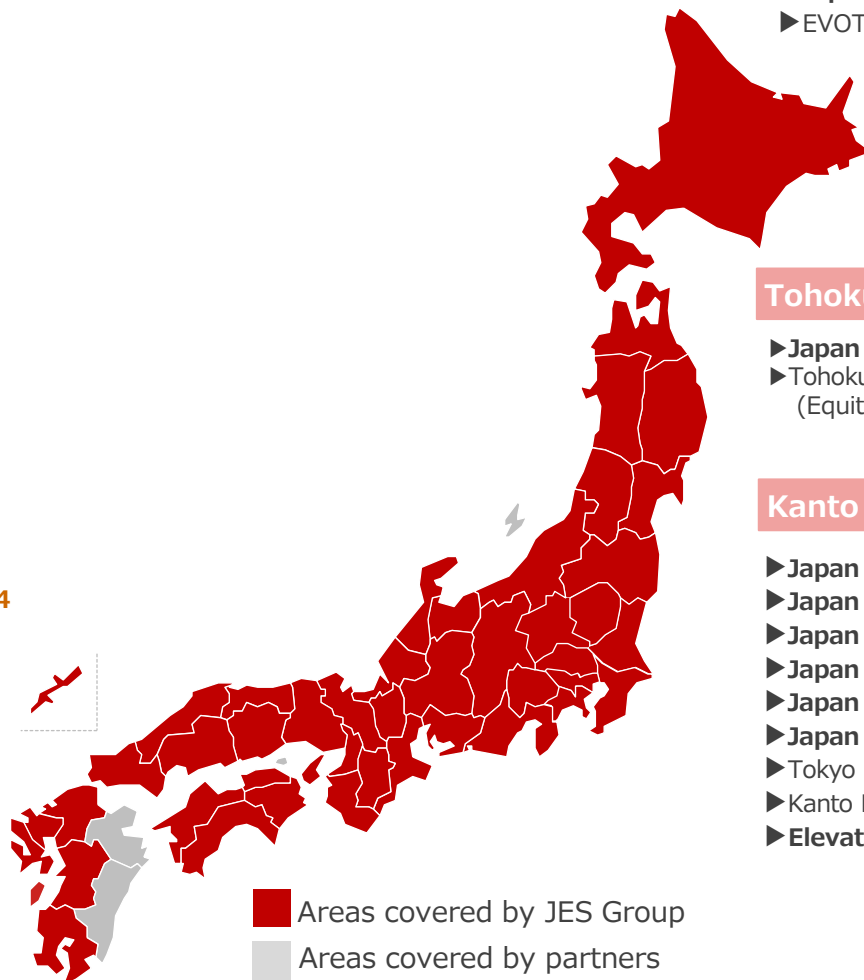 ▶EVOT
Tohok
▶Japan
▶Tohoku
(Equit
Kanto
▶Japan
▶Japan
▶Japan
▶Japan
▶Japan
▶Japan
▶Tokyo
▶Kanto
▶Elevat
4
Areas covered by JES Group
Areas covered by partners